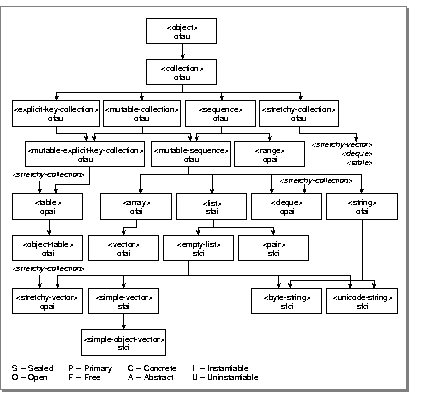 <object>
ofau
<collection>
ofau
<explicit-key-collection> <mutable-collection> <sequence> <stretchy-collection>
ofau ofau ofau ofau
<stretchy-vector>
<mutable-explicit-key-collection> <mutable-sequence> <range> <deque>
ofau ofau opai <table>
<stretchy-collection> <stretchy-collection>
<table> <array> <list> <deque> <string>
opai ofai sfai opai ofai
<object-table> <vector> <empty-list> <pair>
ofai ofai sfci sfci
<stretchy-collection>
<stretchy-vector> <simple-vector> <byte-string> <unicode-string>
opai sfai sfci sfci
<simple-object-vector>
sfci
S – Sealed P – Primary C – Concrete I – Instantiable
O – Open F – Free A – Abstract U – Uninstantiable